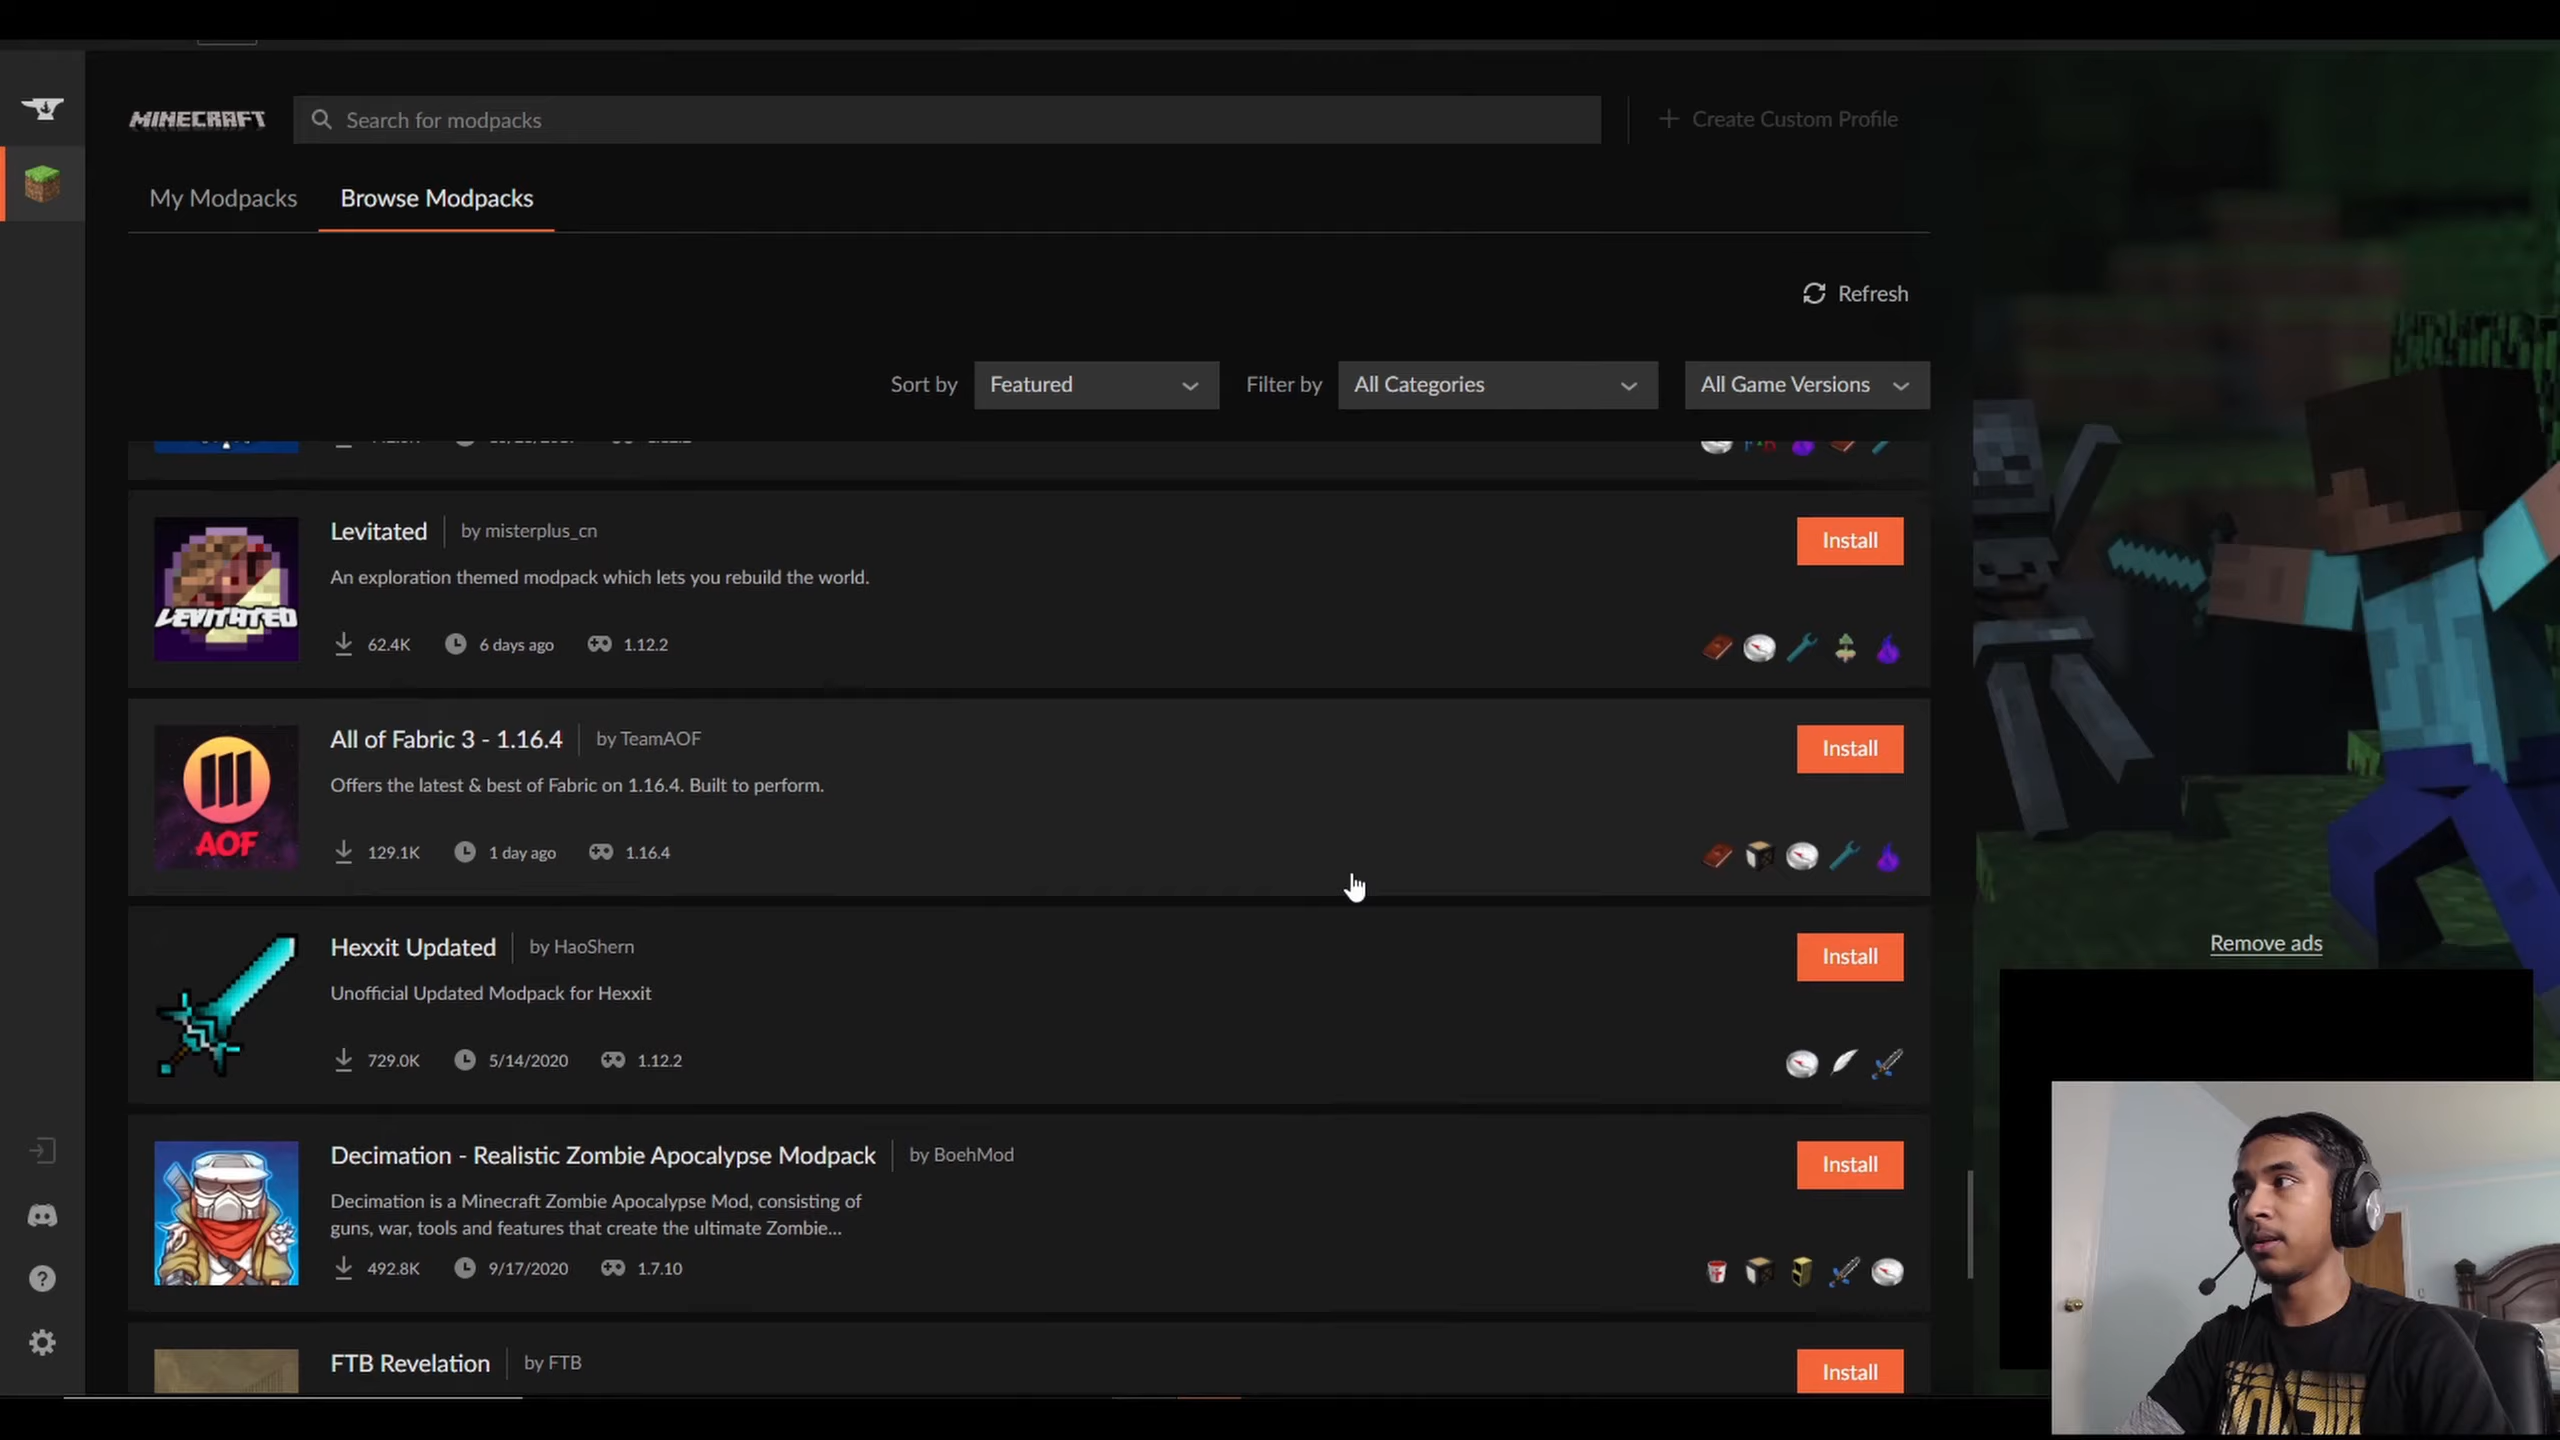 MINECRAFT
Search for modpacks
Create Custom Profile
My Modpacks
Browse Modpacks
Refresh
Sort by
Featured
Filter by
All Categories
All Game Versions
1.12.2
LEVITATED
Levitated
by misterplus_cn
Install
An exploration themed modpack which lets you rebuild the world.
62.4K
6 days ago
1.12.2
AOF
All of Fabric 3 - 1.16.4
by TeamAOF
Install
Offers the latest & best of Fabric on 1.16.4. Built to perform.
129.1K
1 day ago
1.16.4
Hexxit Updated
by HaoShern
Install
Unofficial Updated Modpack for Hexxit
729.0K
5/14/2020
1.12.2
Remove ads
Decimation - Realistic Zombie Apocalypse Modpack
by BoehMod
Install
Decimation is a Minecraft Zombie Apocalypse Mod, consisting of
guns, war, tools and features that create the ultimate Zombie...
492.8K
9/17/2020
1.7.10
FTB Revelation
by FTB
Install